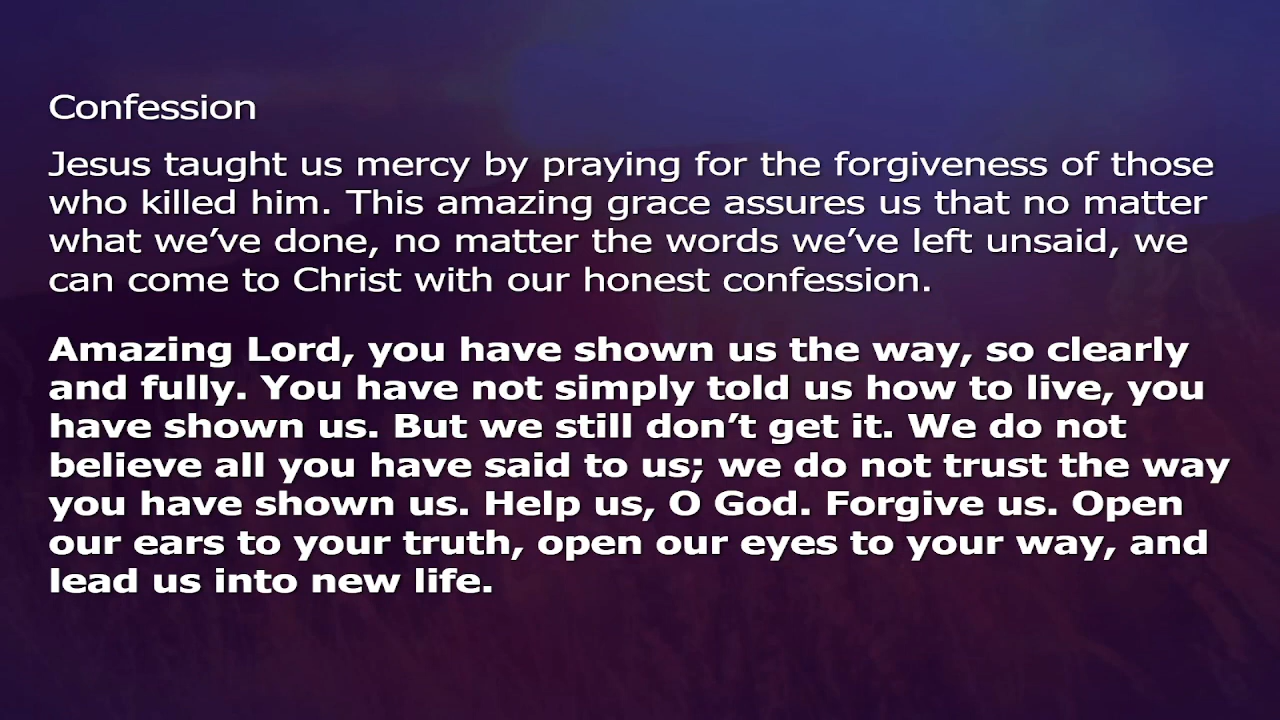 Confession
Jesus taught us mercy by praying for the forgiveness of those
who killed him. This amazing grace assures us that no matter
what we’ve done, no matter the words we’ve left unsaid, we
can come to Christ with our honest confession.
Amazing Lord, you have shown us the way, so clearly
and fully. You have not simply told us how to live, you
have shown us. But we still don’t get it. We do not
believe all you have said to us; we do not trust the way
you have shown us. Help us, O God. Forgive us. Open
our ears to your truth, open our eyes to your way, and
lead us into new life.